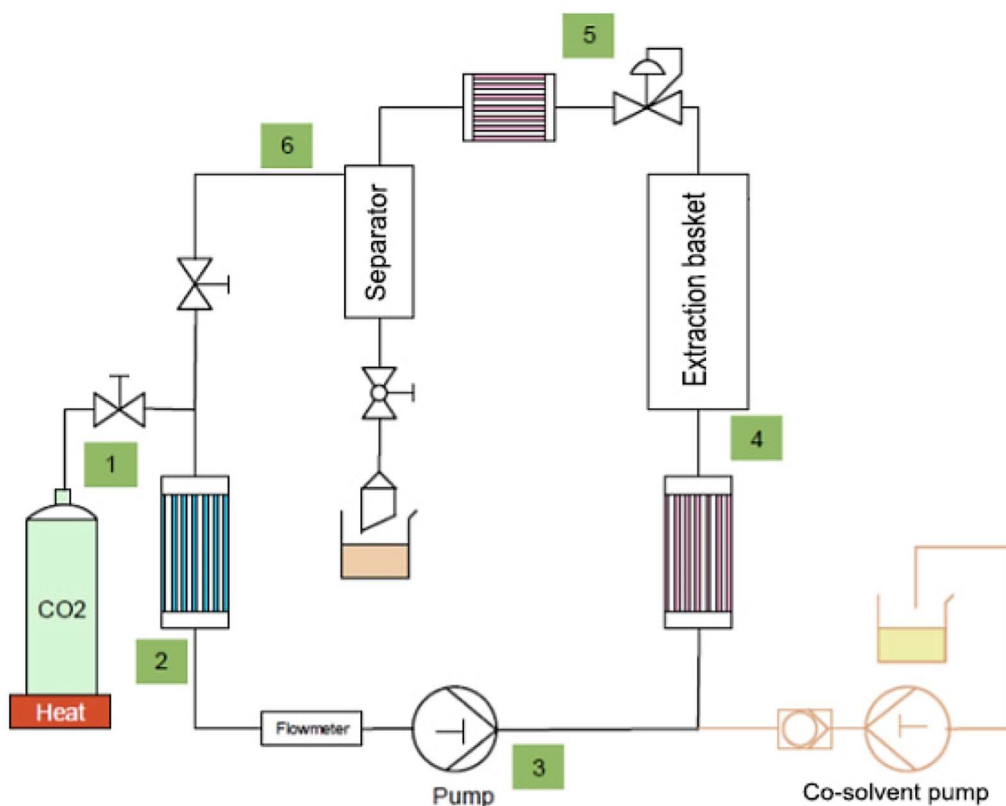 5
6
Separator
Extraction basket
1
4
CO2
2
Heat
Flowmeter
3
Pump
Co-solvent pump